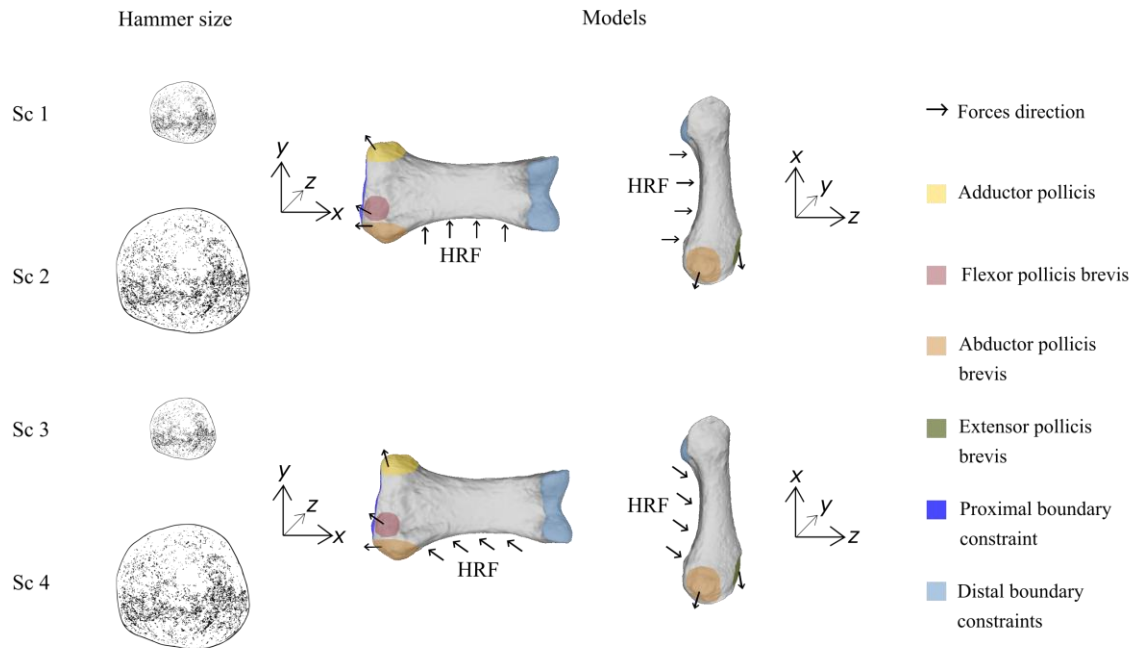 Hammer size
Models
Sc 1
Sc 2
Sc 3
Sc 4
y
z
x
HRF
HRF
x
y
z
y
z
x
HRF
HRF
x
y
z
Forces direction
Adductor pollicis
Flexor pollicis brevis
Abductor pollicis
brevis
Extensor pollicis
brevis
Proximal boundary
constraint
Distal boundary
constraints